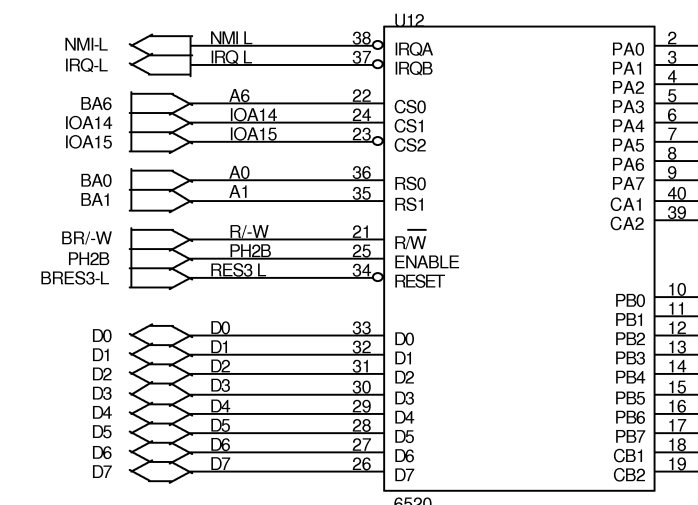 U12
NMI-L NMI L 38 IRQA PA0 2
IRQ-L IRQ L 37 IRQB PA1 3
PA2 4
BA6 A6 22 CS0 PA3 5
IOA14 IOA14 24 CS1 PA4 6
IOA15 IOA15 23 CS2 PA5 7
PA6 8
BA0 A0 36 RS0 PA7 9
BA1 A1 35 RS1 CA1 40
CA2 39
BR/-W R/-W 21 R/W
PH2B PH2B 25 ENABLE
BRES3-L RES3 L 34 RESET
PB0 10
PB1 11
D0 D0 33 D0 PB2 12
D1 D1 32 D1 PB3 13
D2 D2 31 D2 PB4 14
D3 D3 30 D3 PB5 15
D4 D4 29 D4 PB6 16
D5 D5 28 D5 PB7 17
D6 D6 27 D6 CB1 18
D7 D7 26 D7 CB2 19
6520